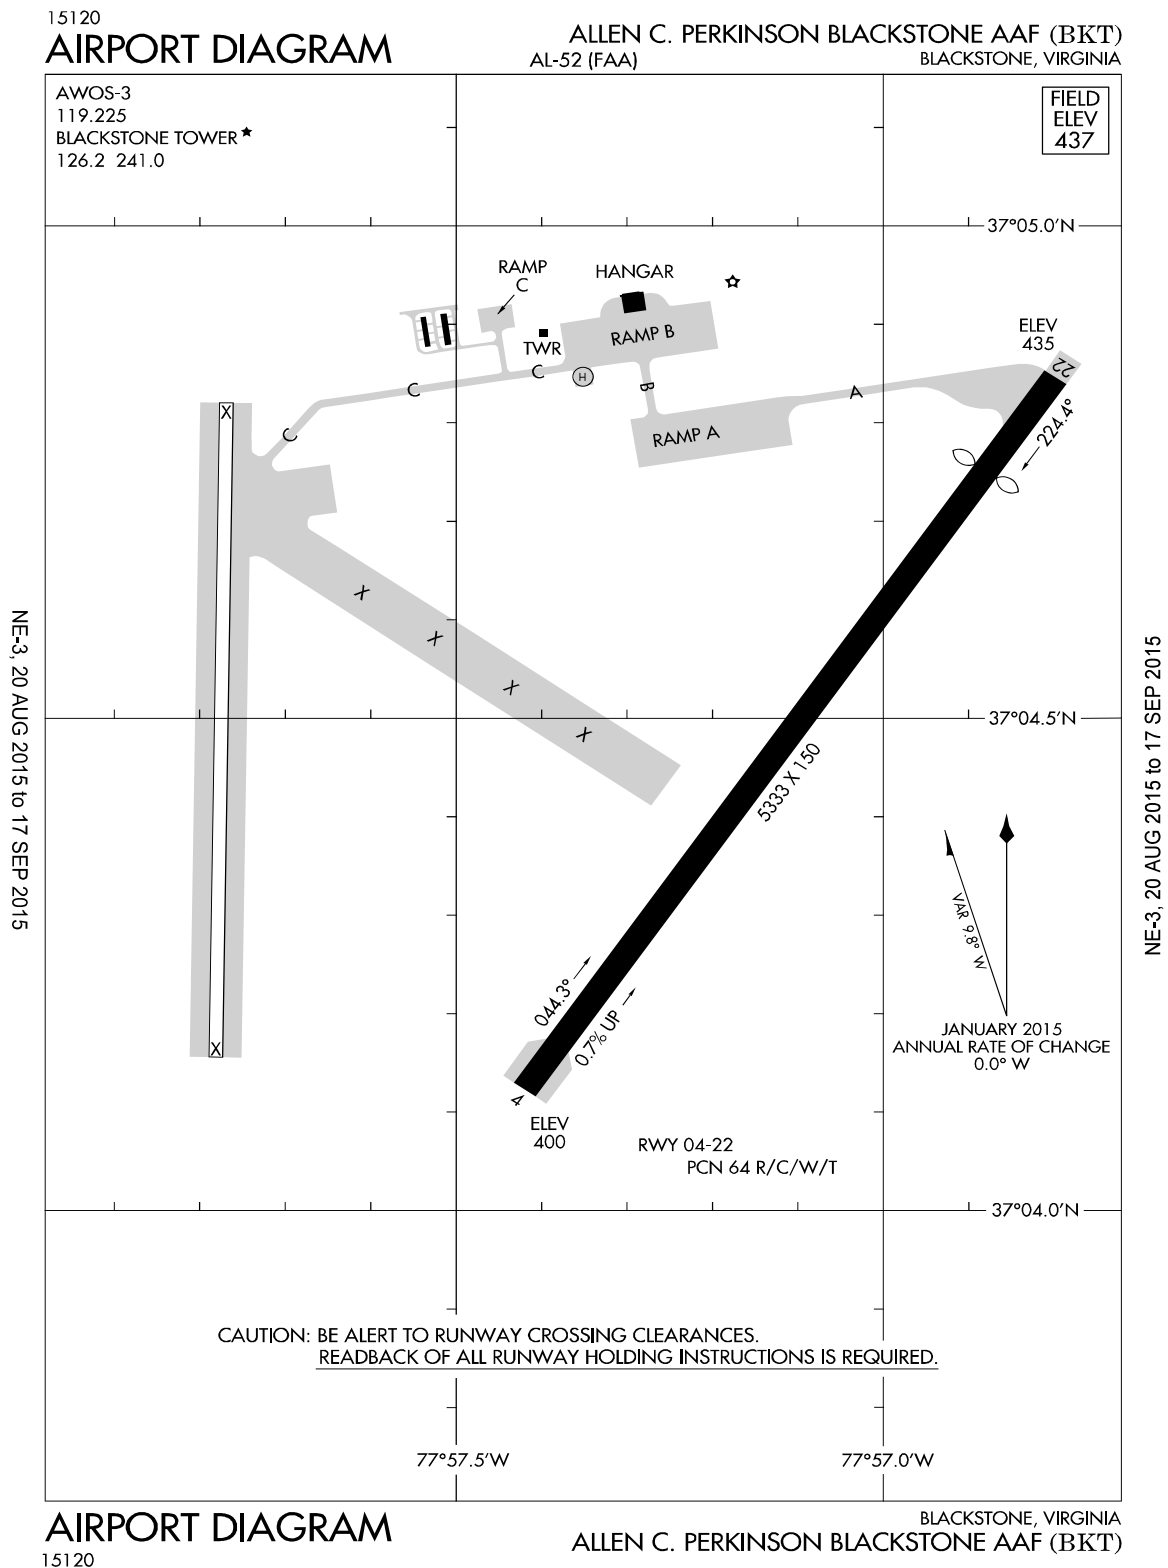 15120
AIRPORT DIAGRAM
ALLEN C. PERKINSON BLACKSTONE AAF (BKT)
AL-52 (FAA)
BLACKSTONE, VIRGINIA
AWOS-3
119.225
BLACKSTONE TOWER ★
126.2 241.0
FIELD
ELEV
437
37°05.0'N
RAMP
C
HANGAR
RAMP B
TWR
C
C
H
B
A
ELEV
435
22
224.4°
X
C
RAMP A
X
X
X
X
37°04.5'N
5333 X 150
VAR 9.8° W
044.3°
0.7% UP
X
JANUARY 2015
ANNUAL RATE OF CHANGE
0.0° W
4
ELEV
400
RWY 04-22
PCN 64 R/C/W/T
37°04.0'N
CAUTION: BE ALERT TO RUNWAY CROSSING CLEARANCES.
READBACK OF ALL RUNWAY HOLDING INSTRUCTIONS IS REQUIRED.
77°57.5'W
77°57.0'W
NE-3, 20 AUG 2015 to 17 SEP 2015
NE-3, 20 AUG 2015 to 17 SEP 2015
AIRPORT DIAGRAM
15120
BLACKSTONE, VIRGINIA
ALLEN C. PERKINSON BLACKSTONE AAF (BKT)